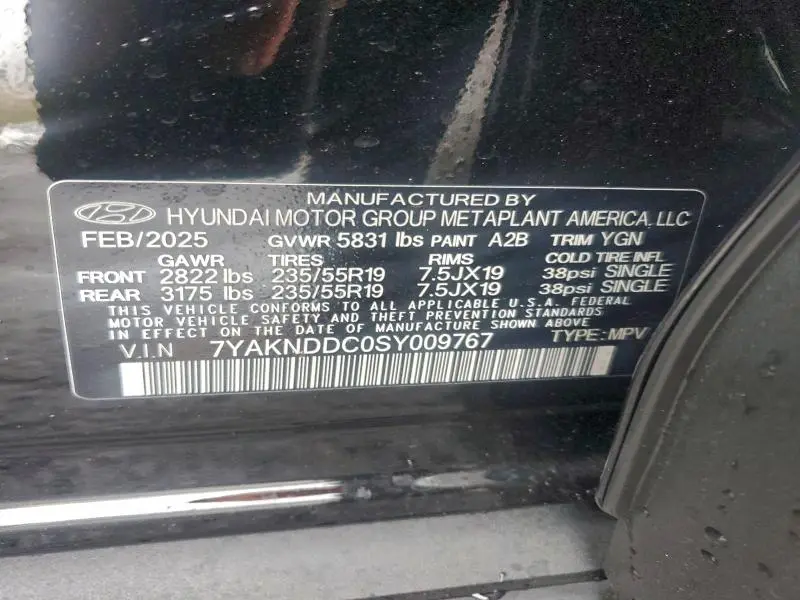 MANUFACTURED BY
HYUNDAI MOTOR GROUP METAPLANT AMERICA, LLC
FEB/2025 GVWR 5831 lbs PAINT A2B TRIM YGN
GAWR TIRES RIMS COLD TIRE INFL
FRONT 2822 lbs 235/55R19 7.5JX19 38psi SINGLE
REAR 3175 lbs 235/55R19 7.5JX19 38psi SINGLE
THIS VEHICLE CONFORMS TO ALL APPLICABLE U.S.A. FEDERAL
MOTOR VEHICLE SAFETY AND THEFT PREVENTION STANDARDS
IN EFFECT ON THE DATE OF MANUFACTURE SHOWN ABOVE
V.I.N 7YAKNDDC0SY009767 TYPE: MPV